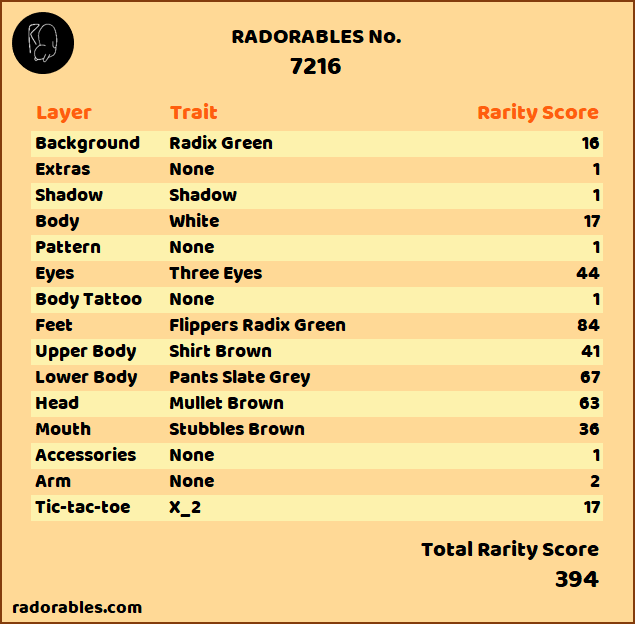 RADORABLES No.
7216
Layer Trait Rarity Score
Background Radix Green 16
Extras None 1
Shadow Shadow 1
Body White 17
Pattern None 1
Eyes Three Eyes 44
Body Tattoo None 1
Feet Flippers Radix Green 84
Upper Body Shirt Brown 41
Lower Body Pants Slate Grey 67
Head Mullet Brown 63
Mouth Stubbles Brown 36
Accessories None 1
Arm None 2
Tic-tac-toe X_2 17
Total Rarity Score
394
radorables.com